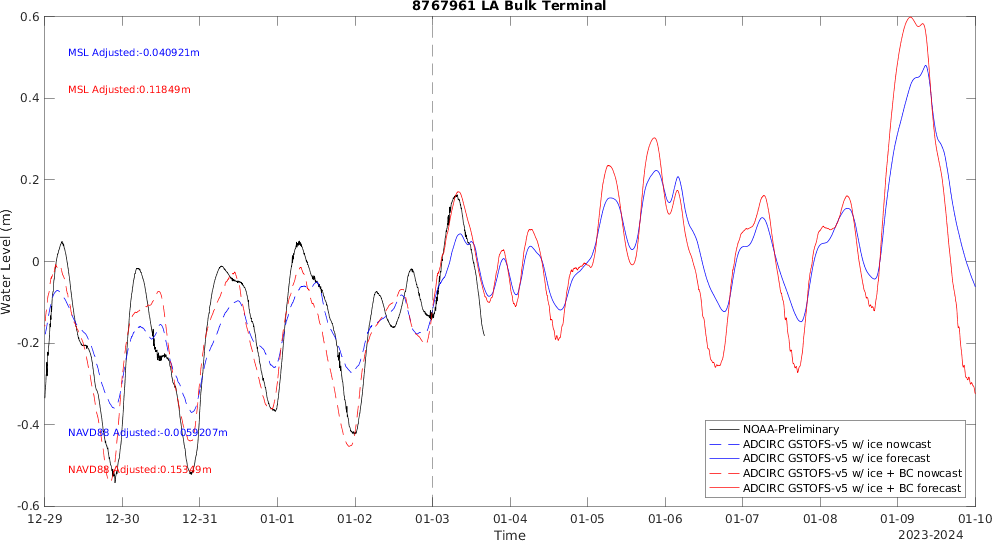 8767961 LA Bulk Terminal
MSL Adjusted:-0.040921m
MSL Adjusted:0.11849m
NAVD88 Adjusted:-0.0059207m
NAVD88 Adjusted:0.15349m
Water Level (m)
0.6
0.4
0.2
0
-0.2
-0.4
-0.6
NOAA-Preliminary
ADCIRC GSTOFS-v5 w/ ice nowcast
ADCIRC GSTOFS-v5 w/ ice forecast
ADCIRC GSTOFS-v5 w/ ice + BC nowcast
ADCIRC GSTOFS-v5 w/ ice + BC forecast
12-29 12-30 12-31 01-01 01-02 01-03 01-04 01-05 01-06 01-07 01-08 01-09 01-10
Time
2023-2024